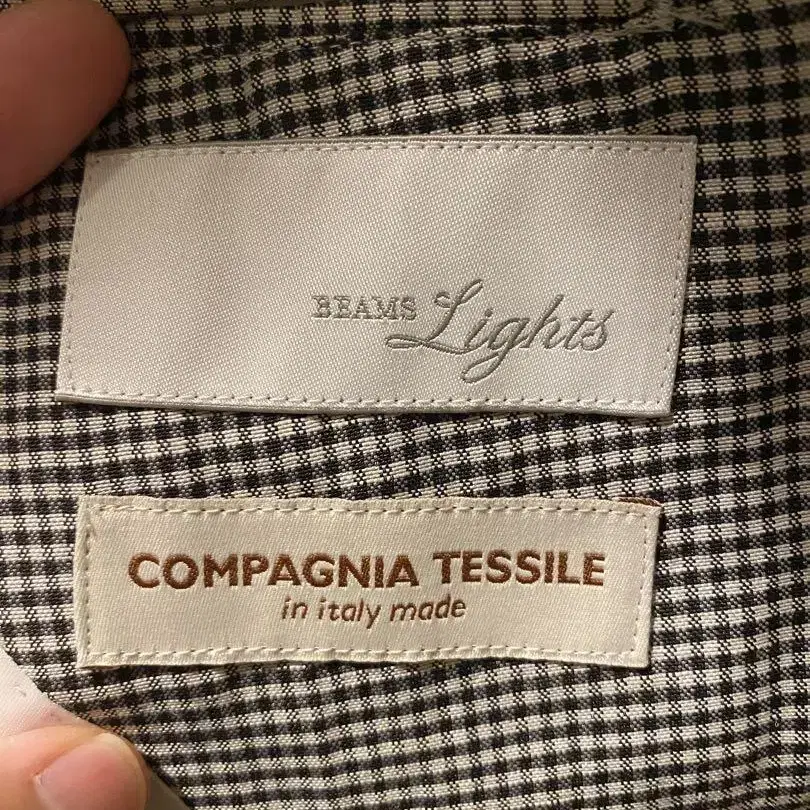 BEAMS Lights
COMPAGNIA TESSILE
in italy made